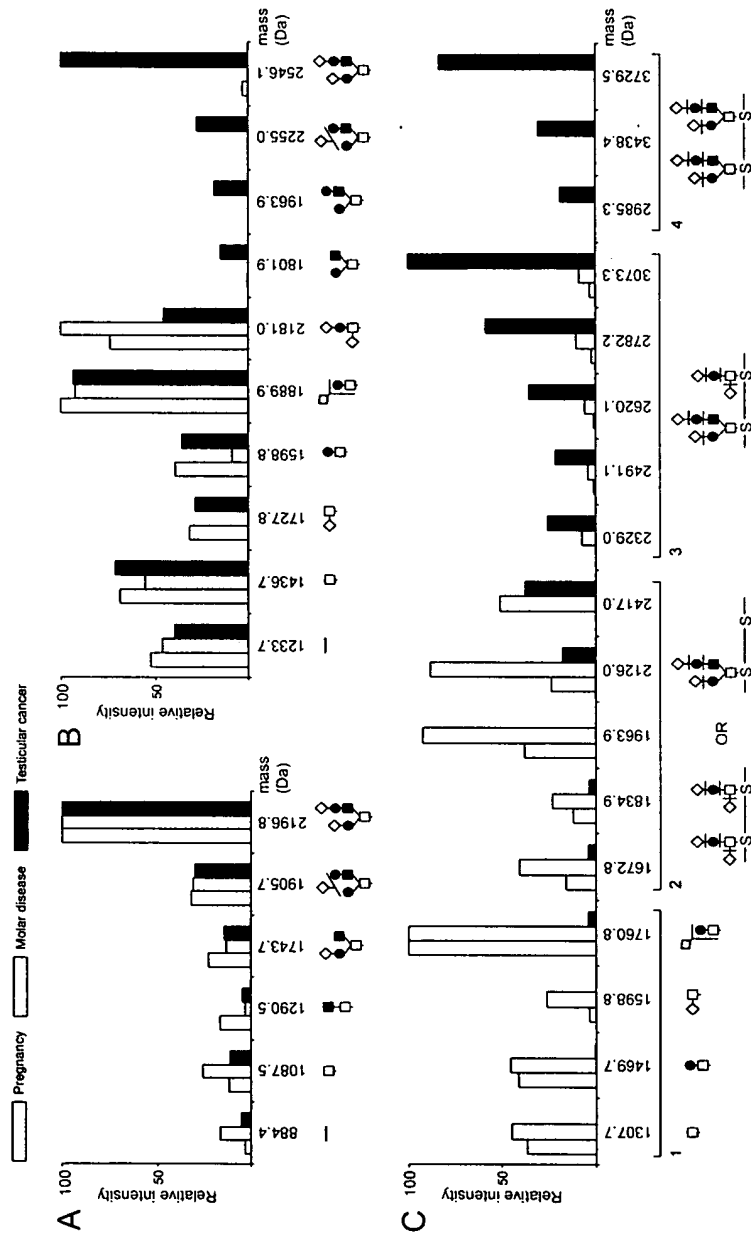 Pregnancy
Molar disease
Testicular cancer
A
Relative intensity
100
50
884.4
1087.5
1290.5
1743.7
1905.7
2196.8
mass
(Da)
B
Relative intensity
100
50
1233.7
1436.7
1727.8
1598.8
1889.9
2181.0
1801.9
1963.9
2255.0
2546.1
mass
(Da)
C
Relative intensity
100
50
1307.7
1469.7
1598.8
1760.8
1672.8
1834.9
1963.9
2126.0
2417.0
2329.0
2491.1
2620.1
2782.2
3073.3
2985.3
3438.4
3729.5
mass
(Da)
1
2
3
4
—S——S—
OR
—S——S—
—S——S—
—S——S—